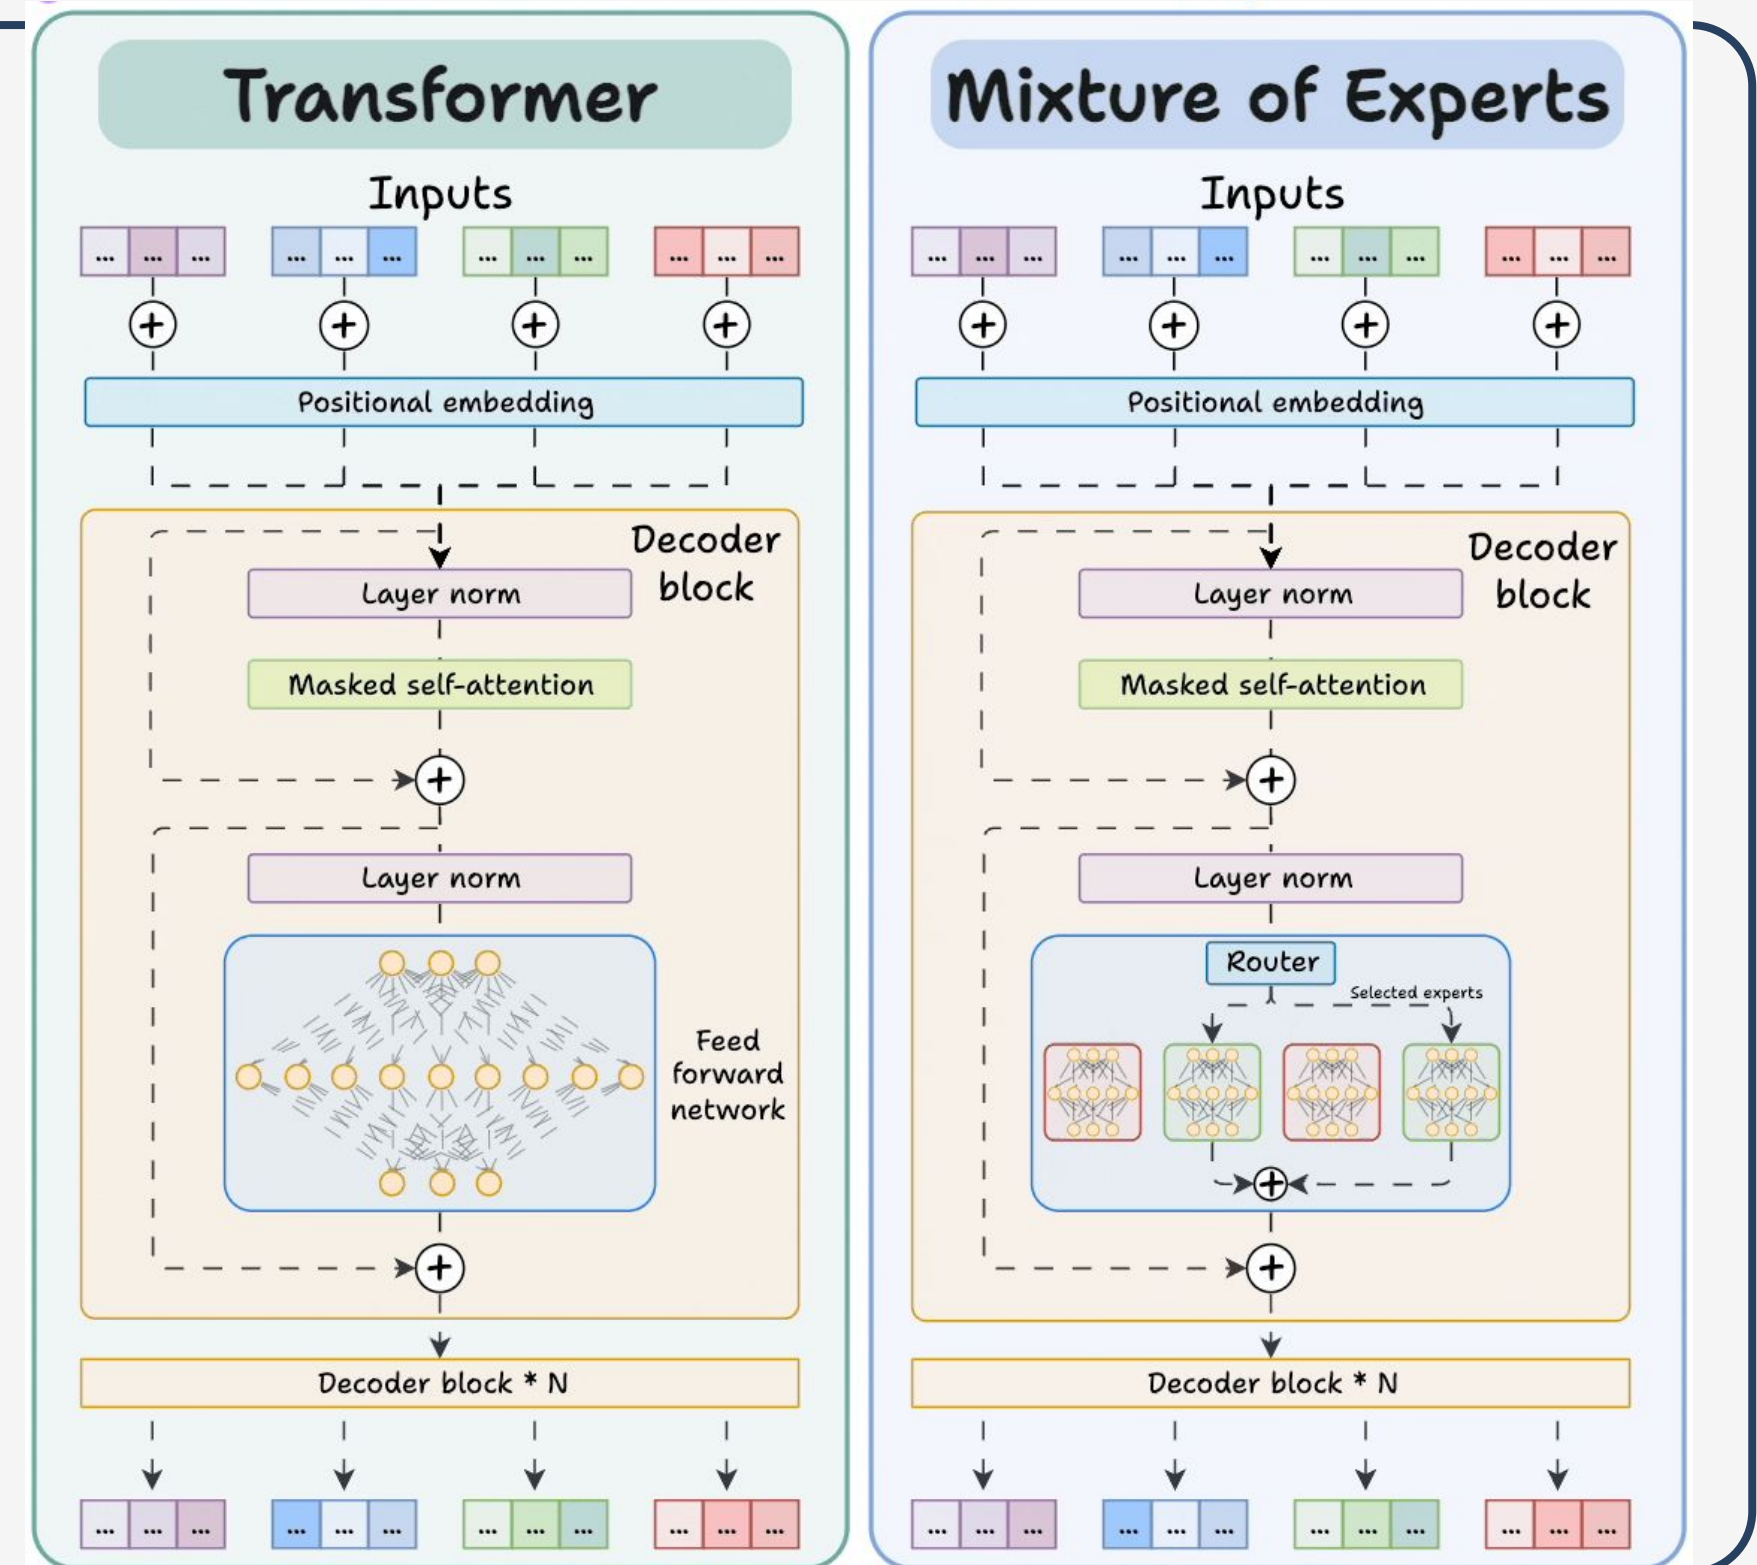 Transformer
Inputs
... ... ...
... ... ...
... ... ...
... ... ...
+
+
+
+
Positional embedding
Decoder
block
Layer norm
Masked self-attention
+
Layer norm
Feed
forward
network
+
Decoder block * N
... ... ...
... ... ...
... ... ...
... ... ...
Mixture of Experts
Inputs
... ... ...
... ... ...
... ... ...
... ... ...
+
+
+
+
Positional embedding
Decoder
block
Layer norm
Masked self-attention
+
Layer norm
Router
Selected experts
+
+
Decoder block * N
... ... ...
... ... ...
... ... ...
... ... ...